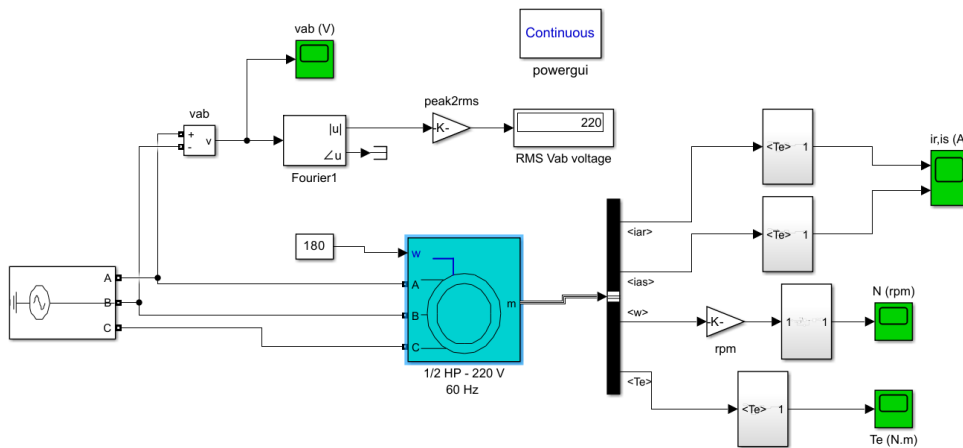 vab (V)
Continuous
powergui
vab
+
-
v
|u|
∠u
Fourier1
peak2rms
-K-
220
RMS Vab voltage
<Te> 1
ir,is (A
<Te> 1
180
w
A
B
C
m
1/2 HP - 220 V
60 Hz
A
B
C
<iar>
<ias>
<w>
<Te>
-K-
rpm
1 1
N (rpm)
<Te> 1
Te (N.m)